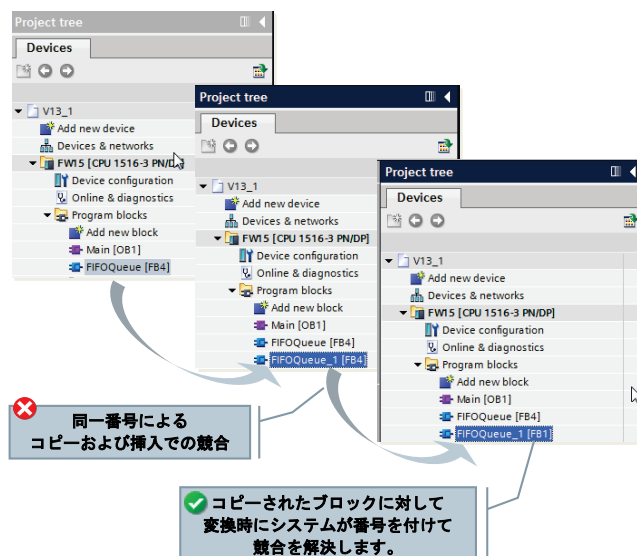 Project tree
Devices
V13_1
Add new device
Devices & networks
FW15 [CPU 1516-3 PN/DP]
Device configuration
Online & diagnostics
Program blocks
Add new block
Main [OB1]
FIFOQueue [FB4]
Project tree
Devices
V13_1
Add new device
Devices & networks
FW15 [CPU 1516-3 PN/DP]
Device configuration
Online & diagnostics
Program blocks
Add new block
Main [OB1]
FIFOQueue [FB4]
FIFOQueue_1 [FB4]
Project tree
Devices
V13_1
Add new device
Devices & networks
FW15 [CPU 1516-3 PN/DP]
Device configuration
Online & diagnostics
Program blocks
Add new block
Main [OB1]
FIFOQueue [FB4]
FIFOQueue_1 [FB1]
同一番号による
コピーおよび挿入での競合
コピーされたブロックに対して
変換時にシステムが番号を付けて
競合を解決します。